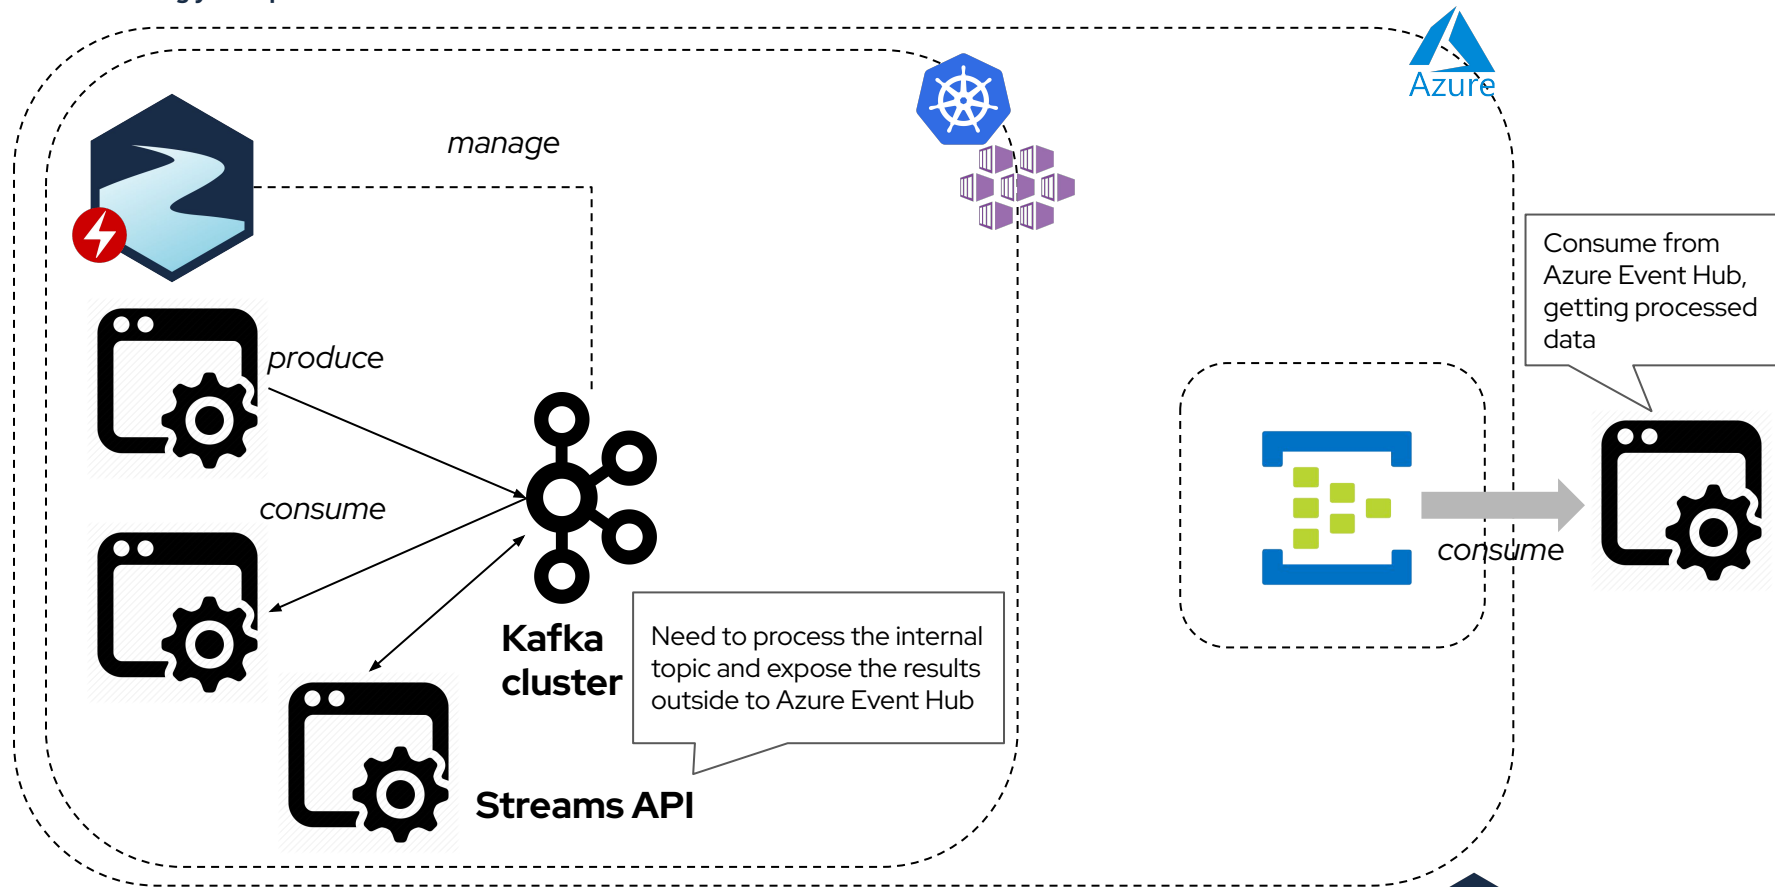 Azure
manage
Consume from
Azure Event Hub,
getting processed
data
produce
consume
consume
Kafka
cluster
Need to process the internal
topic and expose the results
outside to Azure Event Hub
Streams API